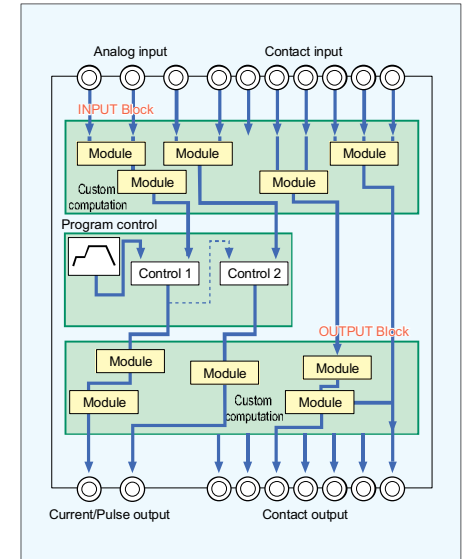 Analog input
Contact input
INPUT Block
Module
Module
Module
Module
Module
Custom
computation
Program control
Control 1
Control 2
OUTPUT Block
Module
Module
Module
Module
Custom
computation
Module
Current/Pulse output
Contact output